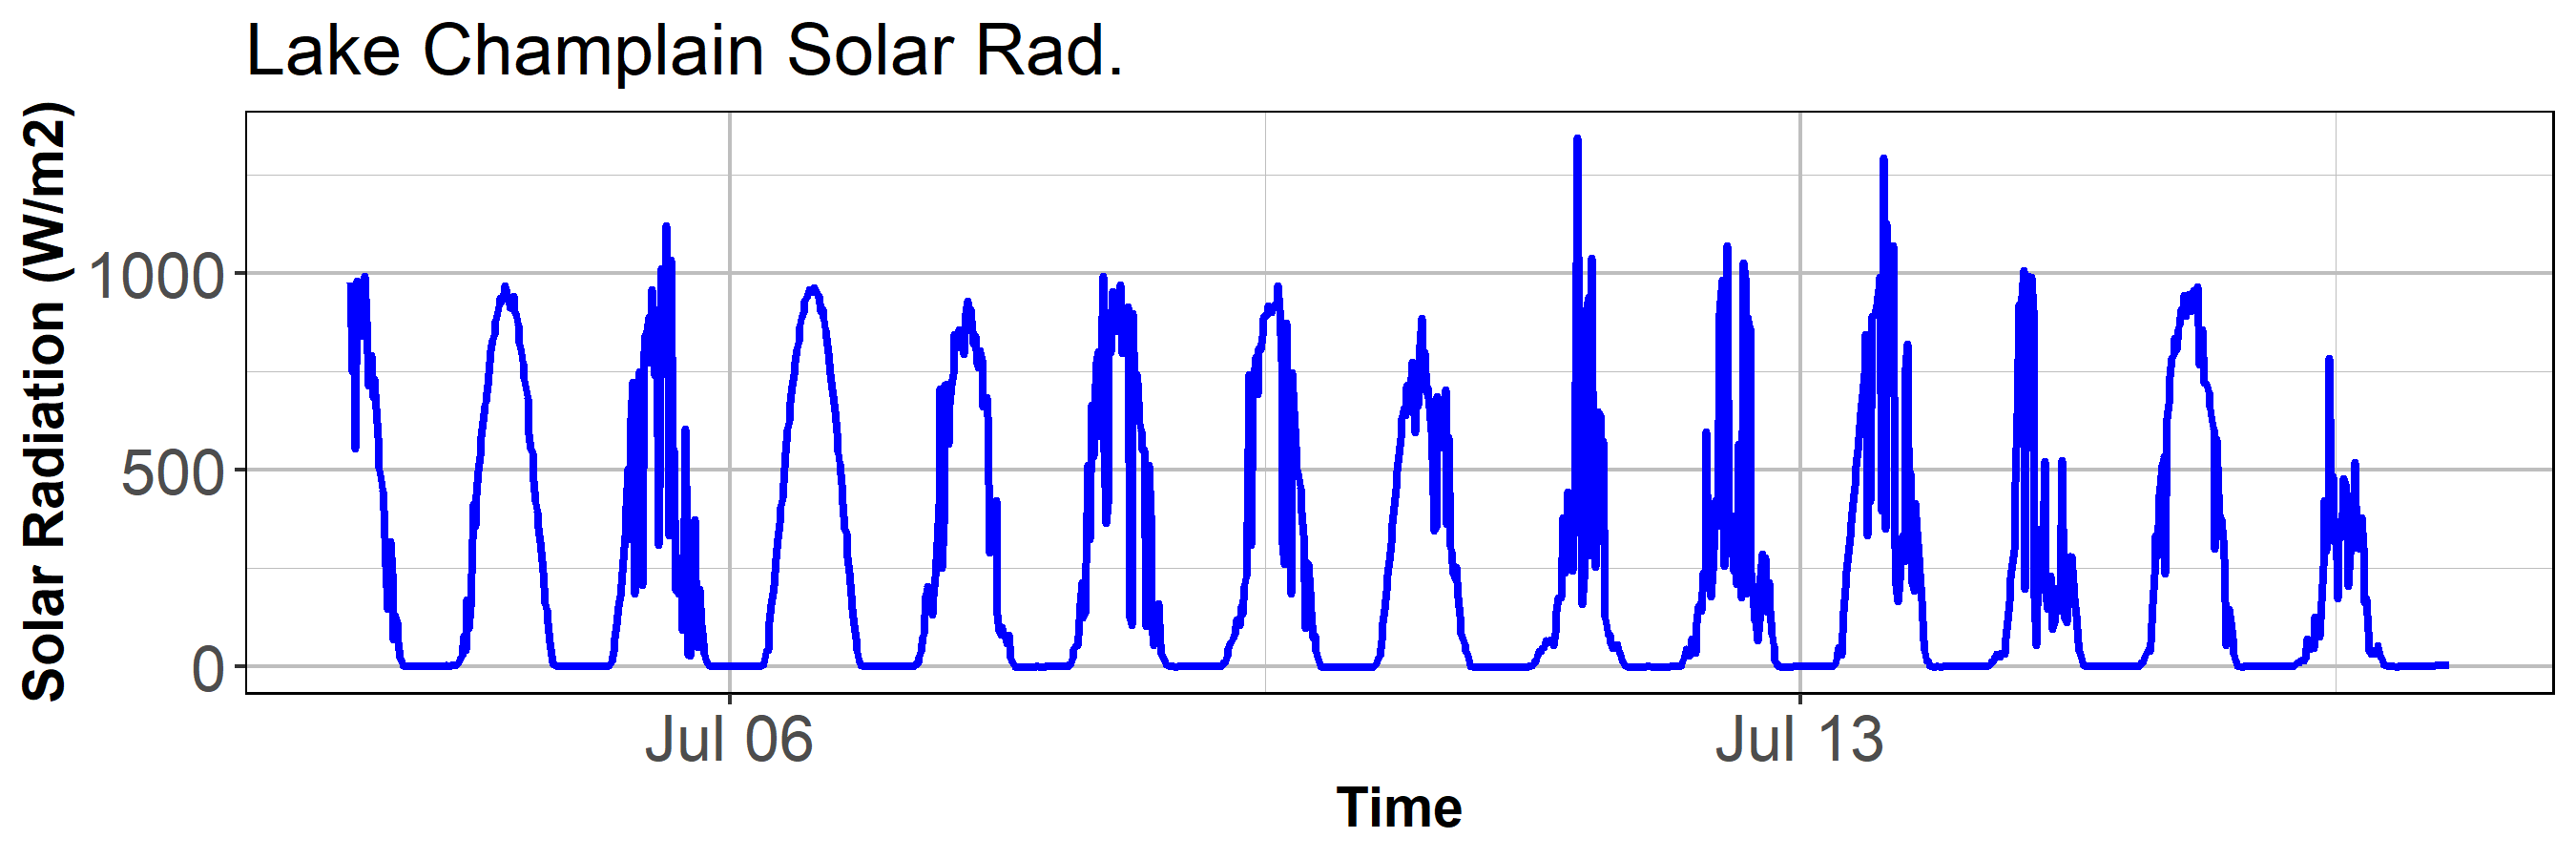 Lake Champlain Solar Rad.
Solar Radiation (W/m2)
1000
500
0
Jul 06
Jul 13
Time